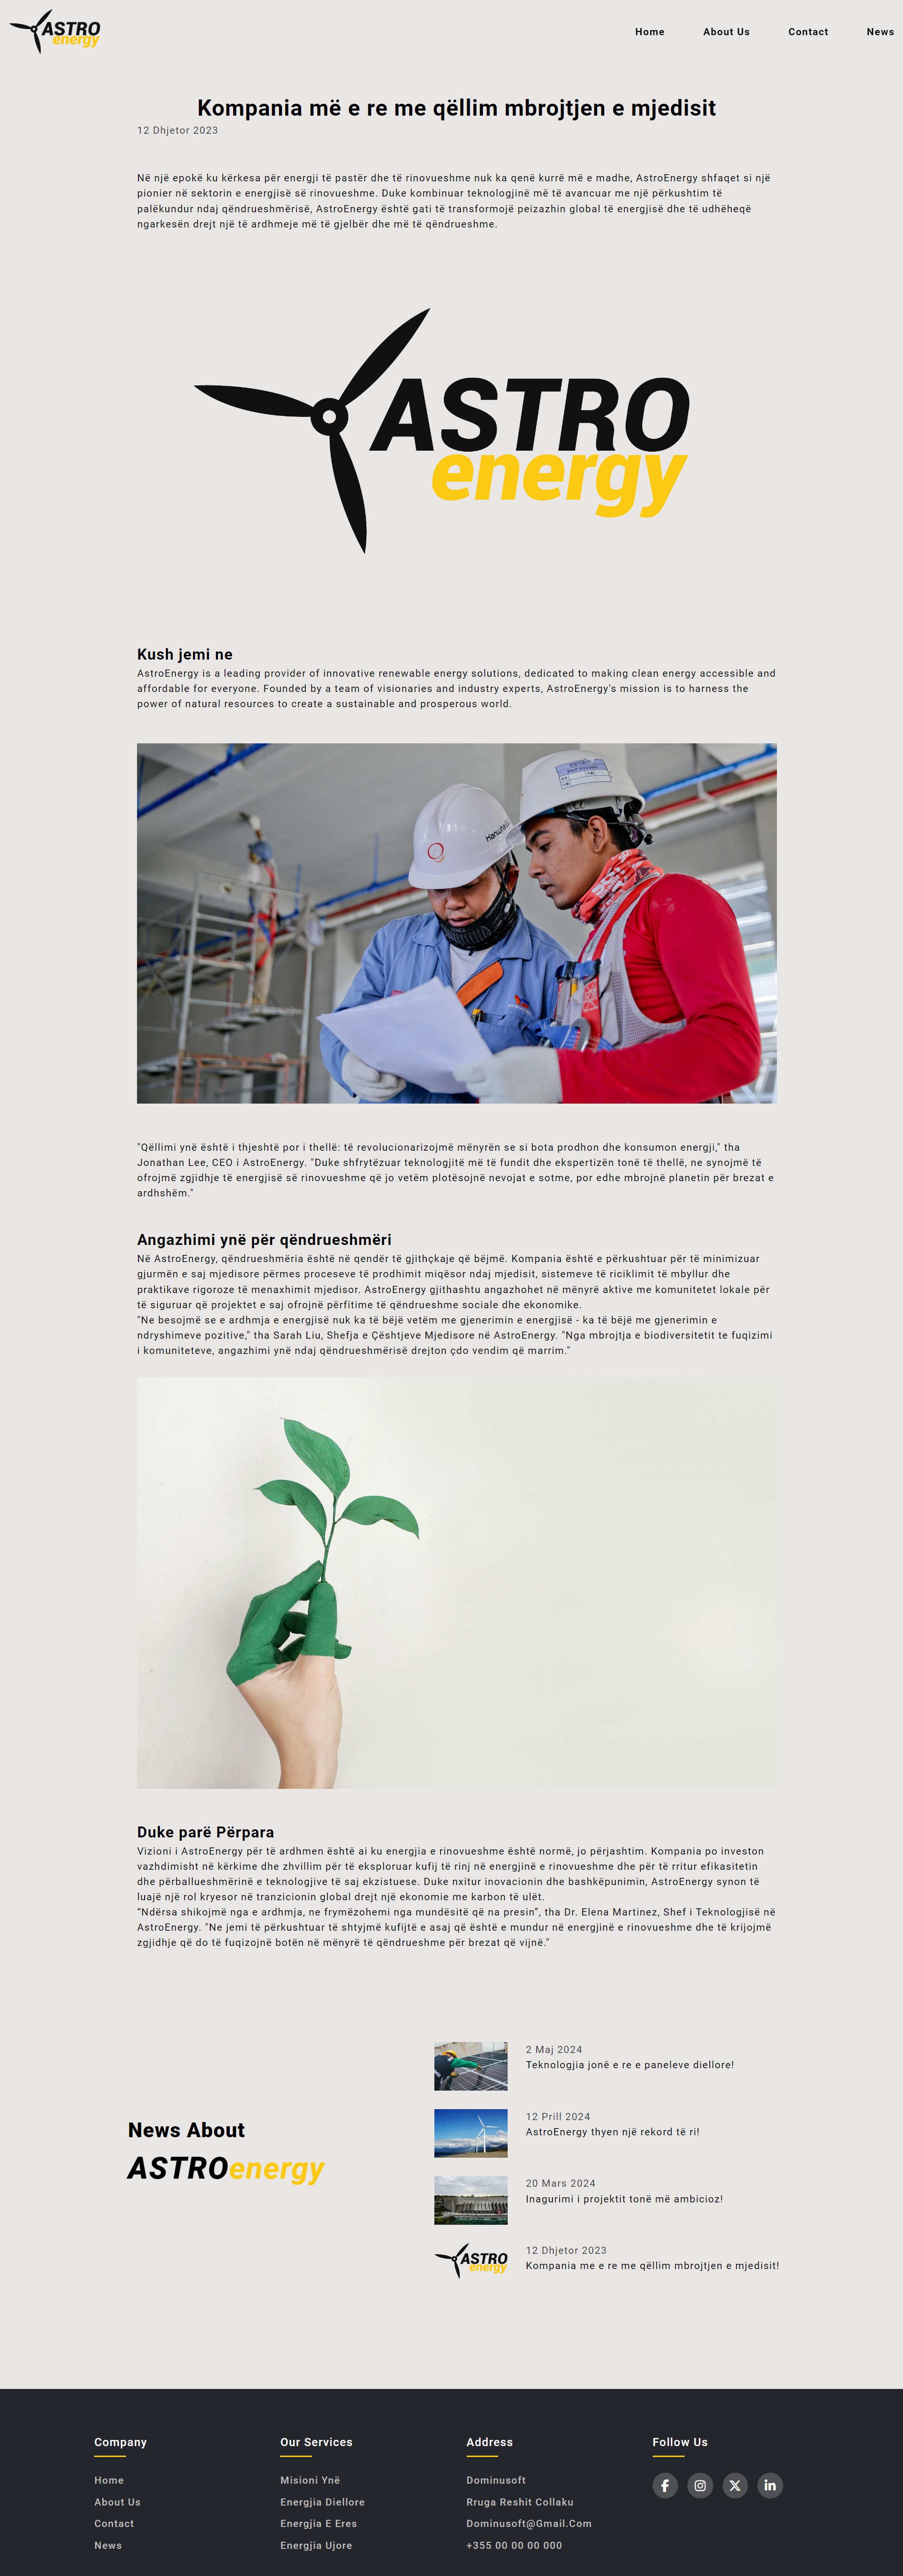 ASTRO
energy
Home About Us Contact News
Kompania më e re me qëllim mbrojtjen e mjedisit
12 Dhjetor 2023
Në një epokë ku kërkesa për energji të pastër dhe të rinovueshme nuk ka qenë kurrë më e madhe, AstroEnergy shfaqet si një
pionier në sektorin e energjisë së rinovueshme. Duke kombinuar teknologjinë më të avancuar me një përkushtim të
palëkundur ndaj qëndrueshmërisë, AstroEnergy është gati të transformojë peizazhin global të energjisë dhe të udhëheqë
ngarkesën drejt një të ardhmeje më të gjelbër dhe më të qëndrueshme.
ASTRO
energy
Kush jemi ne
AstroEnergy is a leading provider of innovative renewable energy solutions, dedicated to making clean energy accessible and
affordable for everyone. Founded by a team of visionaries and industry experts, AstroEnergy's mission is to harness the
power of natural resources to create a sustainable and prosperous world.
Hanwha
"Qëllimi ynë është i thjeshtë por i thellë: të revolucionarizojmë mënyrën se si bota prodhon dhe konsumon energji," tha
Jonathan Lee, CEO i AstroEnergy. "Duke shfrytëzuar teknologjitë më të fundit dhe ekspertizën tonë të thellë, ne synojmë të
ofrojmë zgjidhje të energjisë së rinovueshme që jo vetëm plotësojnë nevojat e sotme, por edhe mbrojnë planetin për brezat e
ardhshëm."
Angazhimi ynë për qëndrueshmëri
Në AstroEnergy, qëndrueshmëria është në qendër të gjithçkaje që bëjmë. Kompania është e përkushtuar për të minimizuar
gjurmën e saj mjedisore përmes proceseve të prodhimit miqësor ndaj mjedisit, sistemeve të riciklimit të mbyllur dhe
praktikave rigoroze të menaxhimit mjedisor. AstroEnergy gjithashtu angazhohet në mënyrë aktive me komunitetet lokale për
të siguruar që projektet e saj ofrojnë përfitime të qëndrueshme sociale dhe ekonomike.
"Ne besojmë se e ardhmja e energjisë nuk ka të bëjë vetëm me gjenerimin e energjisë - ka të bëjë me gjenerimin e
ndryshimeve pozitive," tha Sarah Liu, Shefja e Çështjeve Mjedisore në AstroEnergy. "Nga mbrojtja e biodiversitetit te fuqizimi
i komuniteteve, angazhimi ynë ndaj qëndrueshmërisë drejton çdo vendim që marrim."
Duke parë Përpara
Vizioni i AstroEnergy për të ardhmen është ai ku energjia e rinovueshme është normë, jo përjashtim. Kompania po investon
vazhdimisht në kërkime dhe zhvillim për të eksploruar kufij të rinj në energjinë e rinovueshme dhe për të rritur efikasitetin
dhe përballueshmërinë e teknologjive të saj ekzistuese. Duke nxitur inovacionin dhe bashkëpunimin, AstroEnergy synon të
luajë një rol kryesor në tranzicionin global drejt një ekonomie me karbon të ulët.
“Ndërsa shikojmë nga e ardhmja, ne frymëzohemi nga mundësitë që na presin”, tha Dr. Elena Martinez, Shef i Teknologjisë në
AstroEnergy. "Ne jemi të përkushtuar të shtyjmë kufijtë e asaj që është e mundur në energjinë e rinovueshme dhe të krijojmë
zgjidhje që do të fuqizojnë botën në mënyrë të qëndrueshme për brezat që vijnë."
News About
ASTROenergy
2 Maj 2024
Teknologjia jonë e re e paneleve diellore!
12 Prill 2024
AstroEnergy thyen një rekord të ri!
20 Mars 2024
Inagurimi i projektit tonë më ambicioz!
ASTRO
energy
12 Dhjetor 2023
Kompania me e re me qëllim mbrojtjen e mjedisit!
Company
Home
About Us
Contact
News
Our Services
Misioni Ynë
Energjia Diellore
Energjia E Eres
Energjia Ujore
Address
Dominusoft
Rruga Reshit Collaku
Dominusoft@Gmail.Com
+355 00 00 00 000
Follow Us